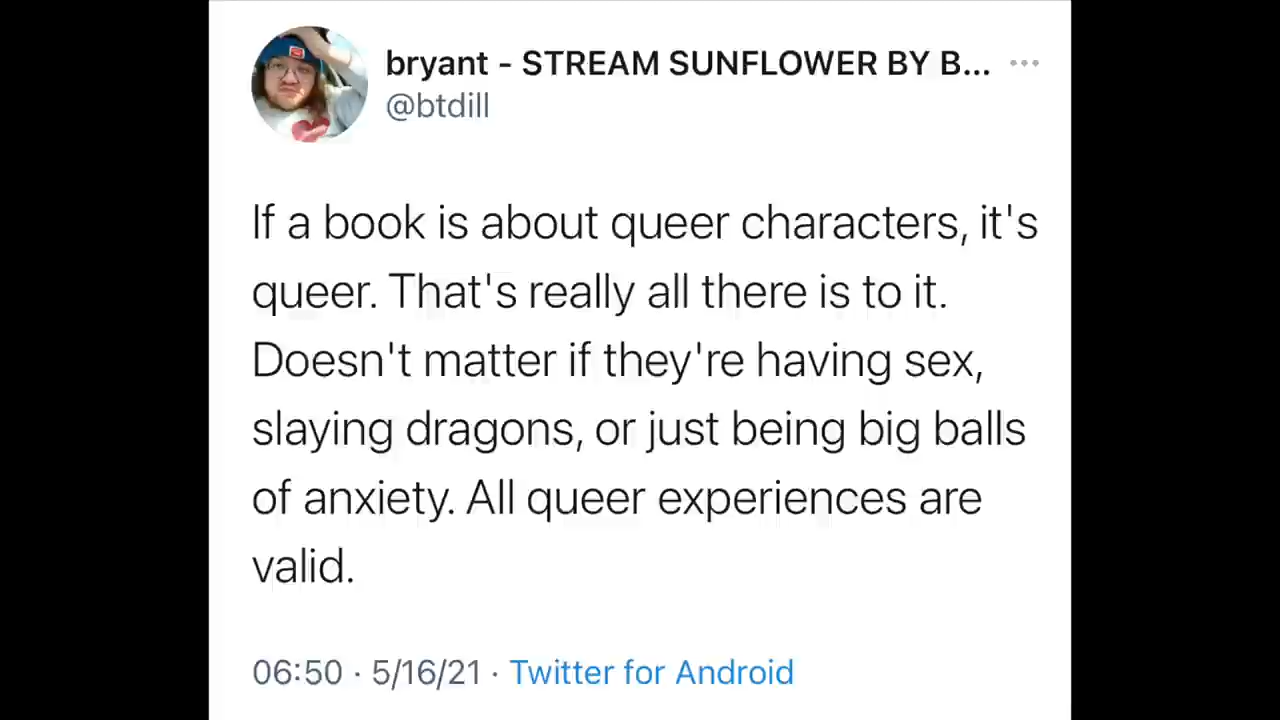 bryant - STREAM SUNFLOWER BY B...
@btdill
If a book is about queer characters, it's
queer. That's really all there is to it.
Doesn't matter if they're having sex,
slaying dragons, or just being big balls
of anxiety. All queer experiences are
valid.
06:50 · 5/16/21 · Twitter for Android